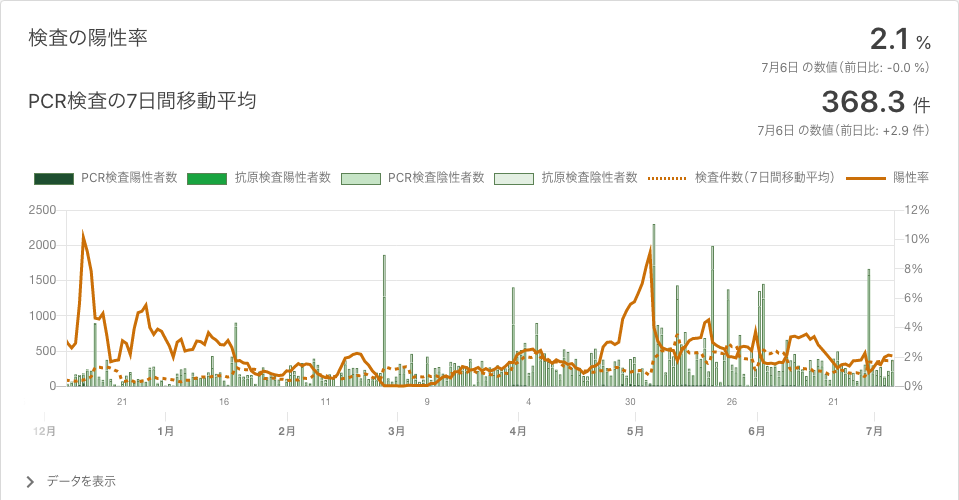 検査の陽性率
2.1 %
7月6日 の数値（前日比: -0.0 %）
PCR検査の7日間移動平均
368.3 件
7月6日 の数値（前日比: +2.9 件）
PCR検査陽性者数 抗原検査陽性者数 PCR検査陰性者数 抗原検査陰性者数 検査件数（7日間移動平均） 陽性率
2500 12%
2000 10%
1500 8%
1000 6%
500 4%
0 2%
0%
21 16 11 9 4 30 26 21
12月 1月 2月 3月 4月 5月 6月 7月
データを表示